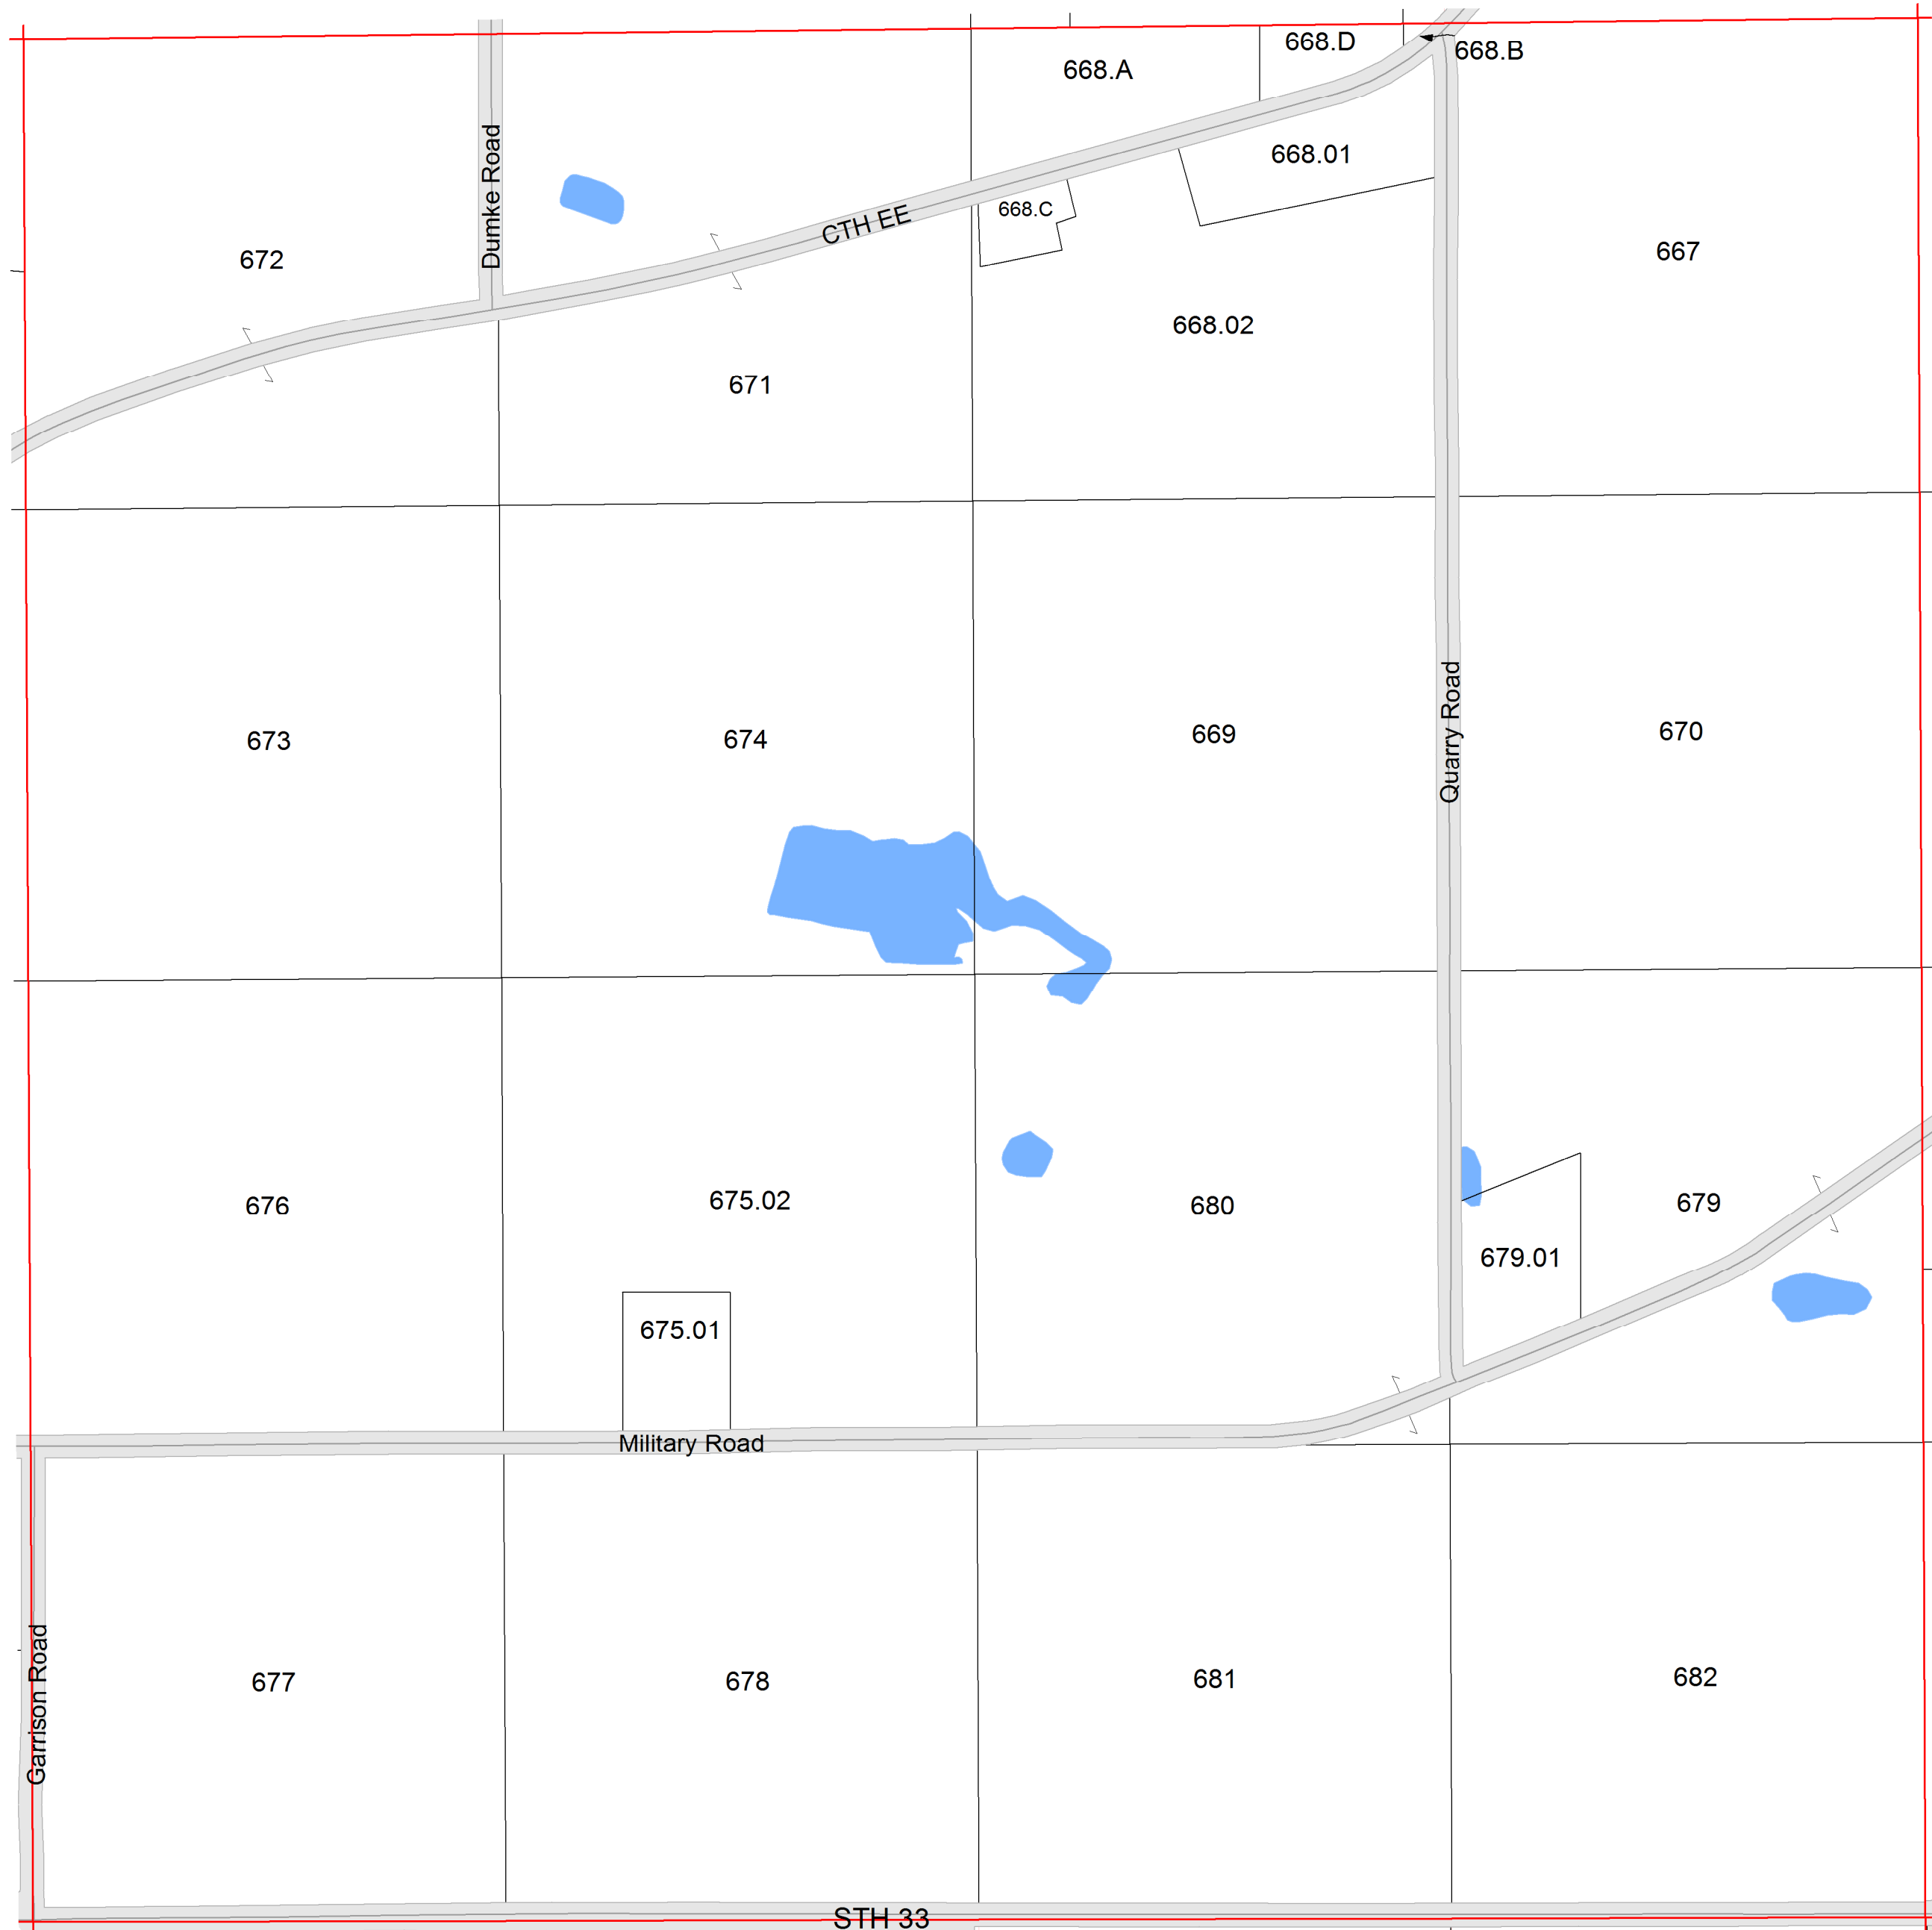 668.D
668.B
668.A
Dumke Road
668.01
668.C
CTH EE
672
667
668.02
671
673
674
669
Quarry Road
670
676
675.02
680
679
679.01
675.01
Military Road
Garrison Road
677
678
681
682
STH 33